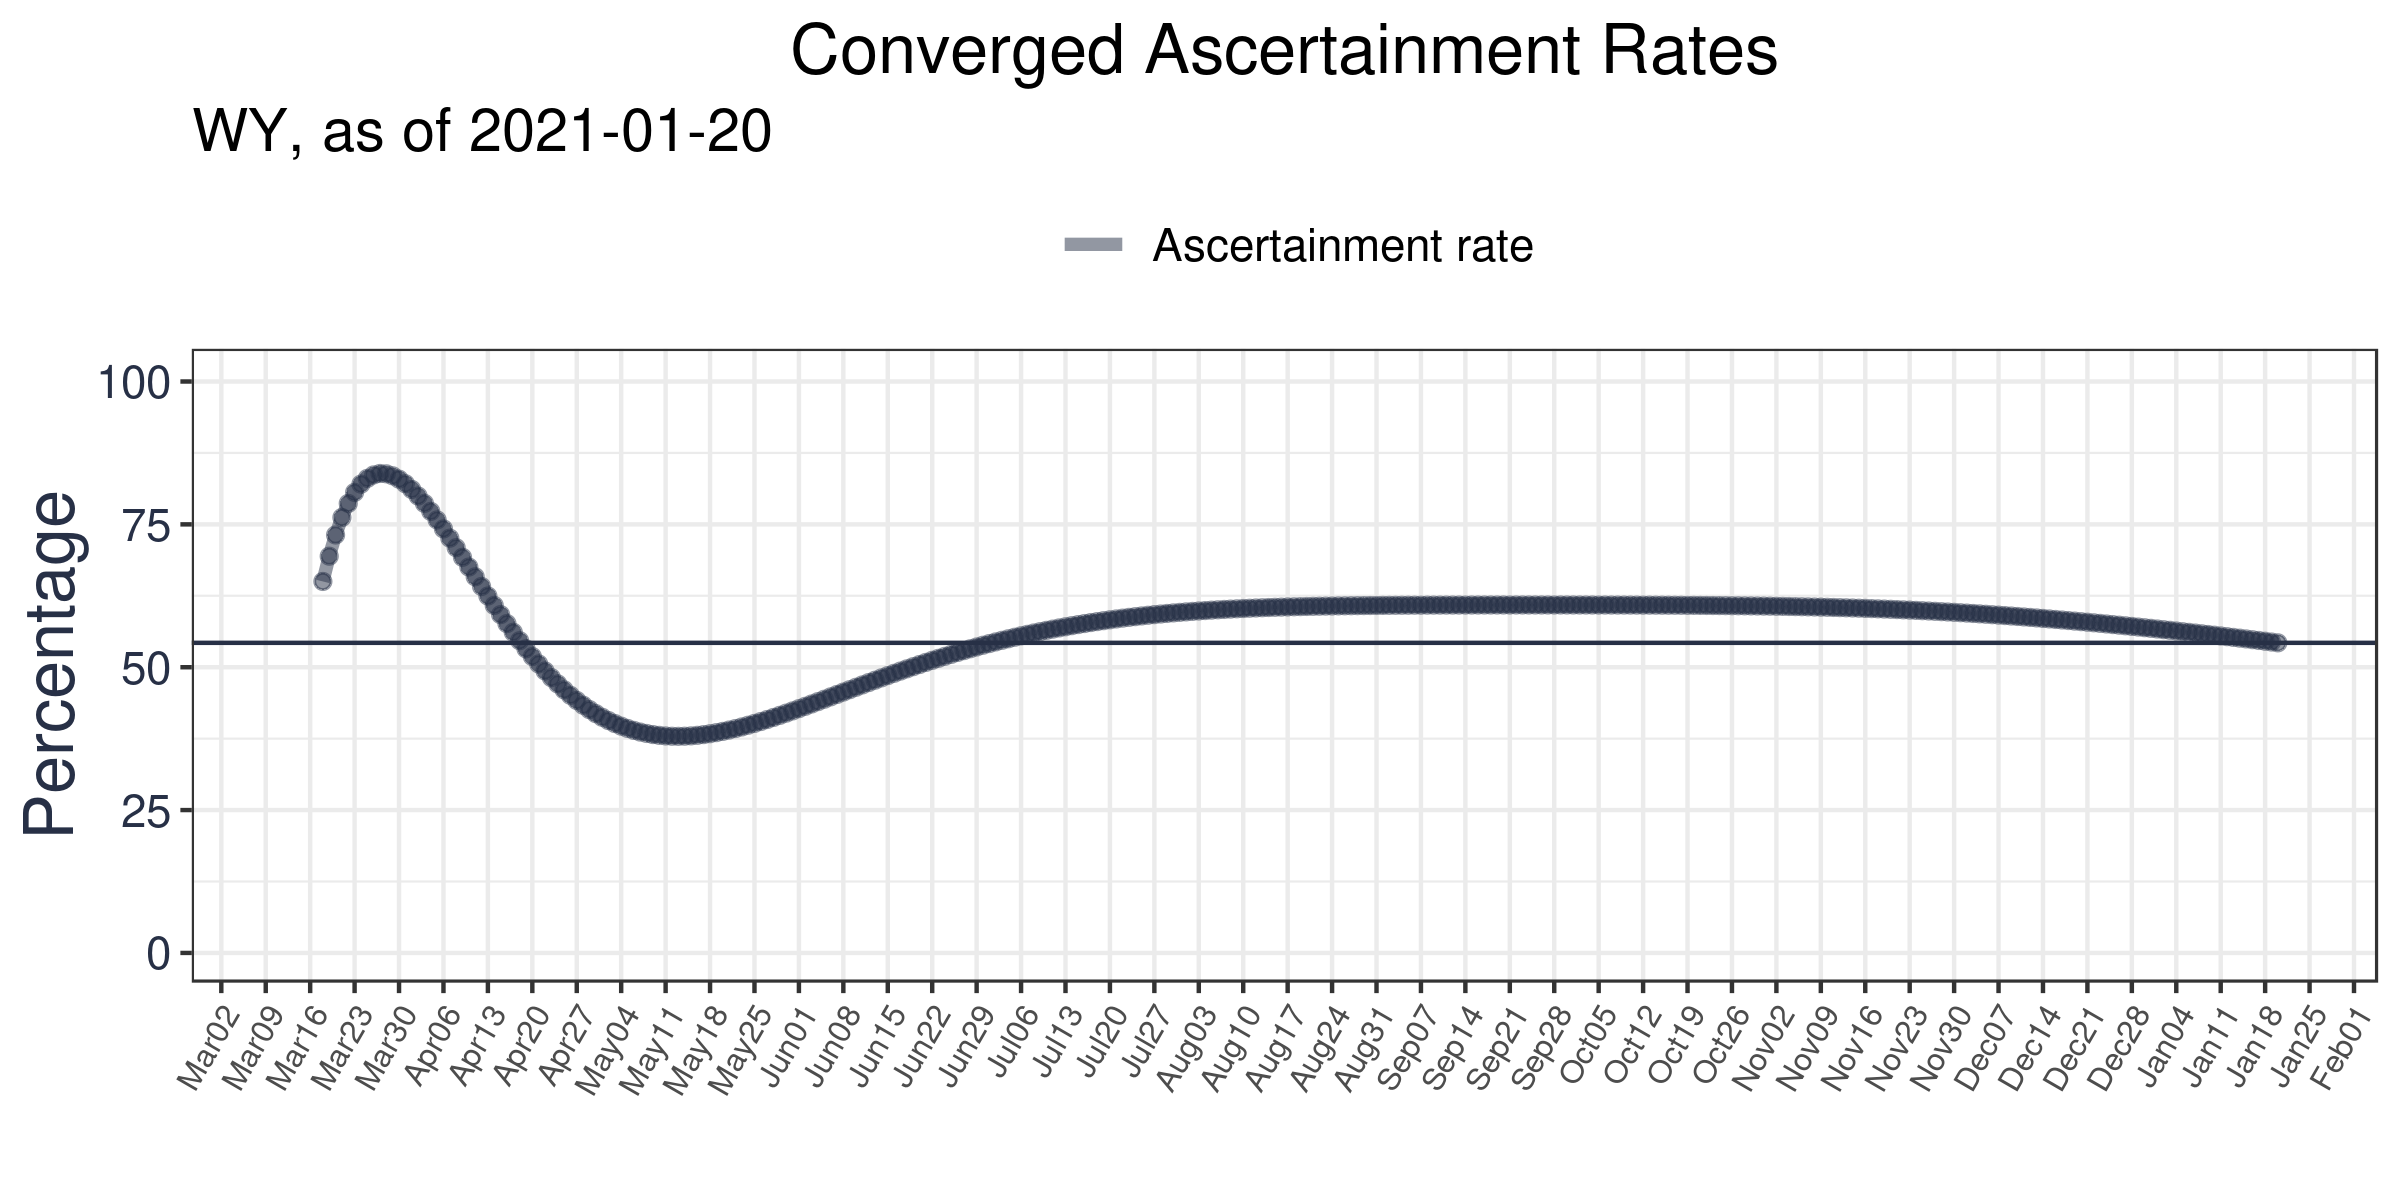 Converged Ascertainment Rates
WY, as of 2021-01-20
Ascertainment rate
Percentage
100
75
50
25
0
Mar02
Mar09
Mar16
Mar23
Mar30
Apr06
Apr13
Apr20
Apr27
May04
May11
May18
May25
Jun01
Jun08
Jun15
Jun22
Jun29
Jul06
Jul13
Jul20
Jul27
Aug03
Aug10
Aug17
Aug24
Aug31
Sep07
Sep14
Sep21
Sep28
Oct05
Oct12
Oct19
Oct26
Nov02
Nov09
Nov16
Nov23
Nov30
Dec07
Dec14
Dec21
Dec28
Jan04
Jan11
Jan18
Jan25
Feb01